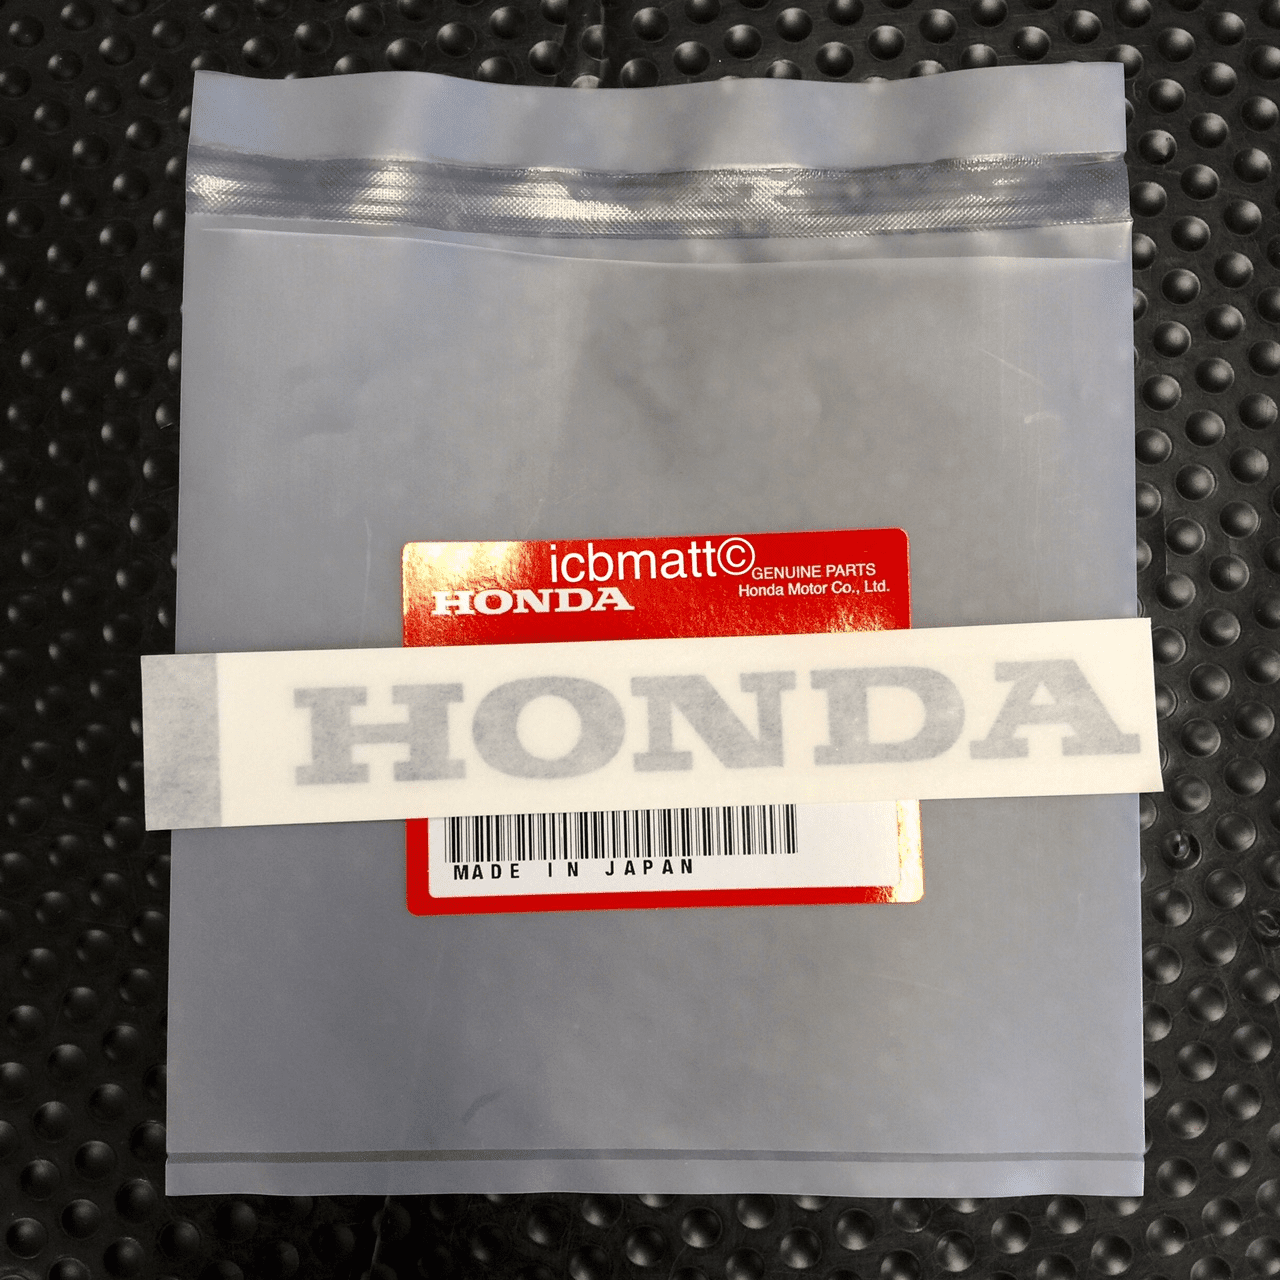 icbmatt©
GENUINE PARTS
HONDA
Honda Motor Co., Ltd.
HONDA
MADE IN JAPAN